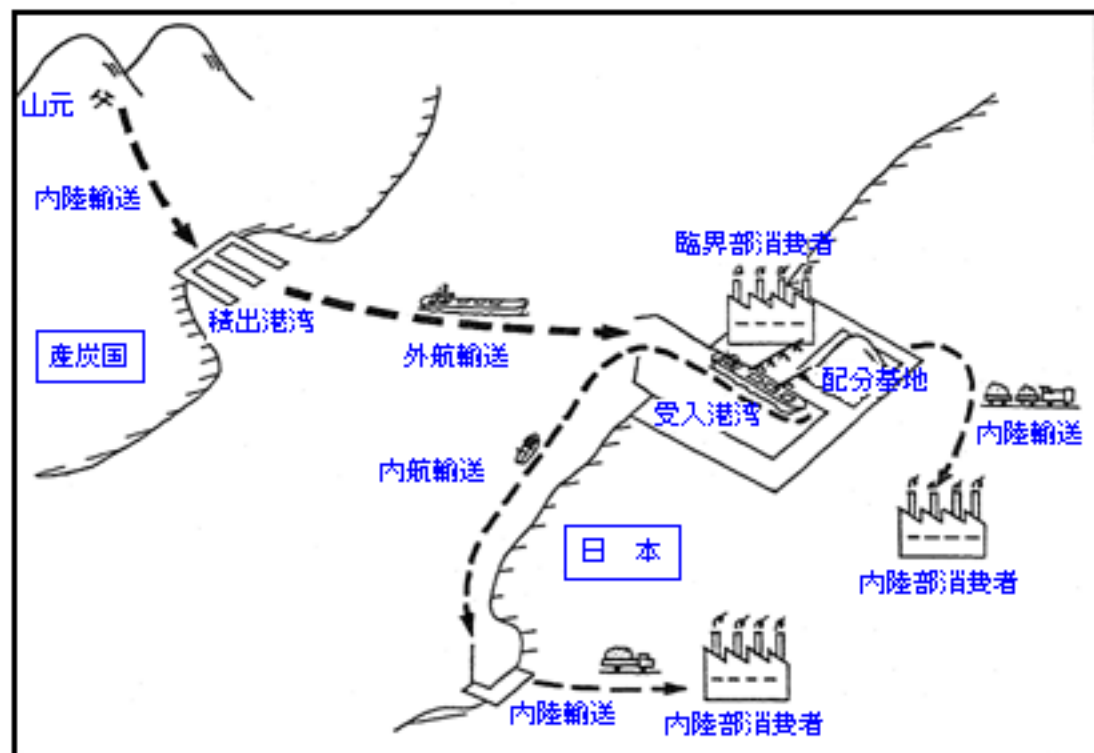 山元
内陸輸送
臨界部消費者
積出港湾
産炭国
外航輸送
配分基地
受入港湾
内陸輸送
内航輸送
日 本
内陸部消費者
内陸輸送
内陸部消費者